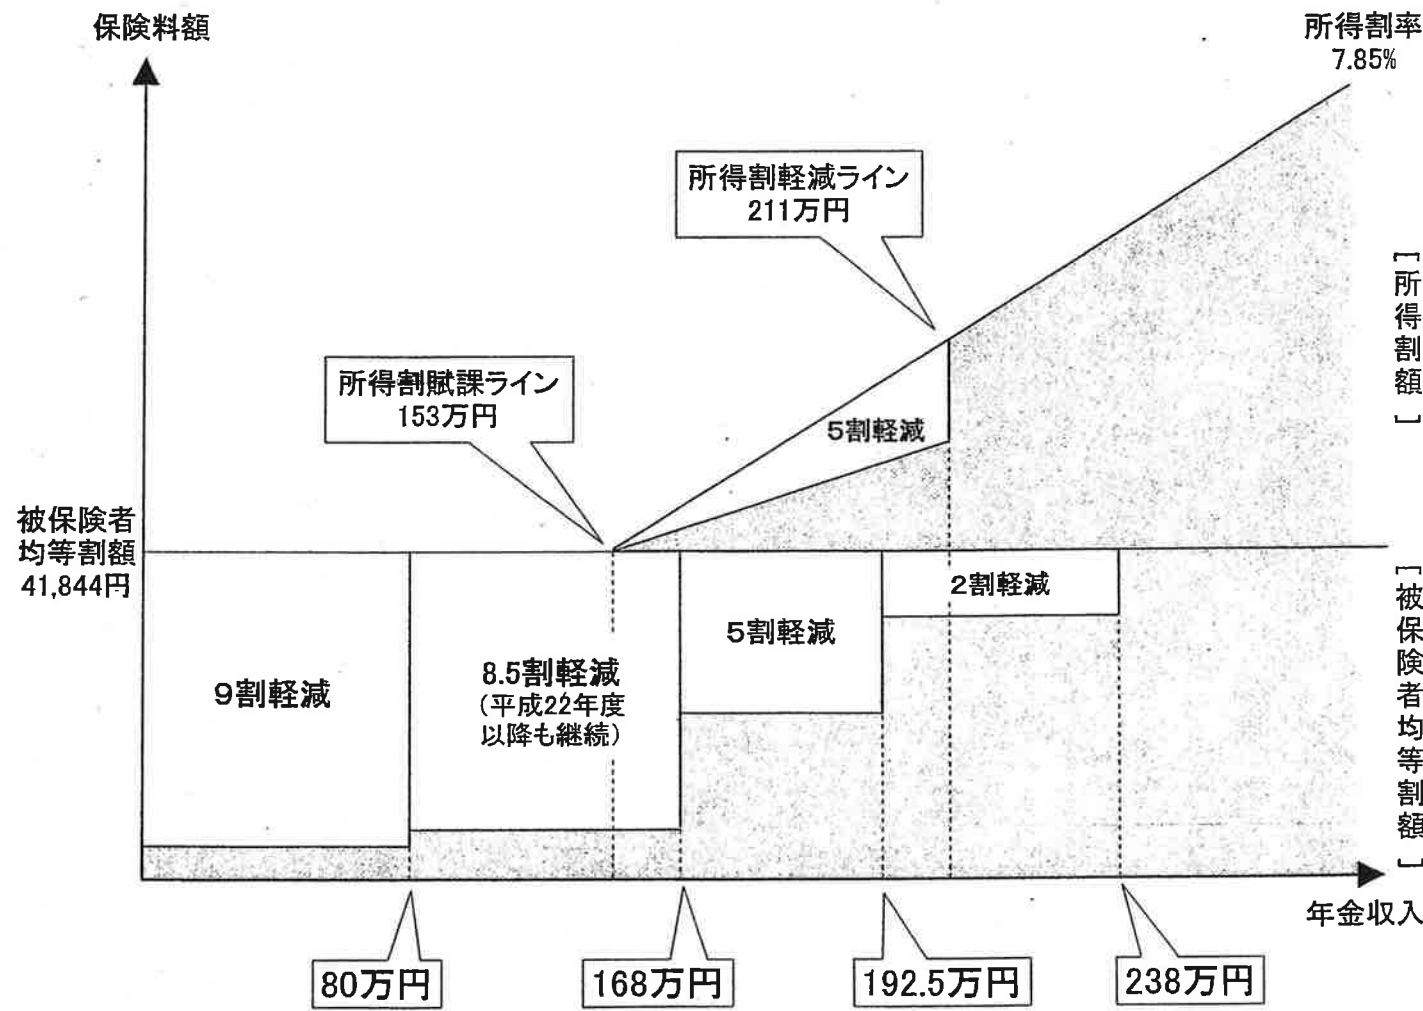 保険料額
所得割率
7.85%
所得割軽減ライン
211万円
[所得割額]
所得割賦課ライン
153万円
5割軽減
被保険者
均等割額
41,844円
9割軽減
8.5割軽減
(平成22年度
以降も継続)
5割軽減
2割軽減
[被保険者均等割額]
年金収入
80万円
168万円
192.5万円
238万円